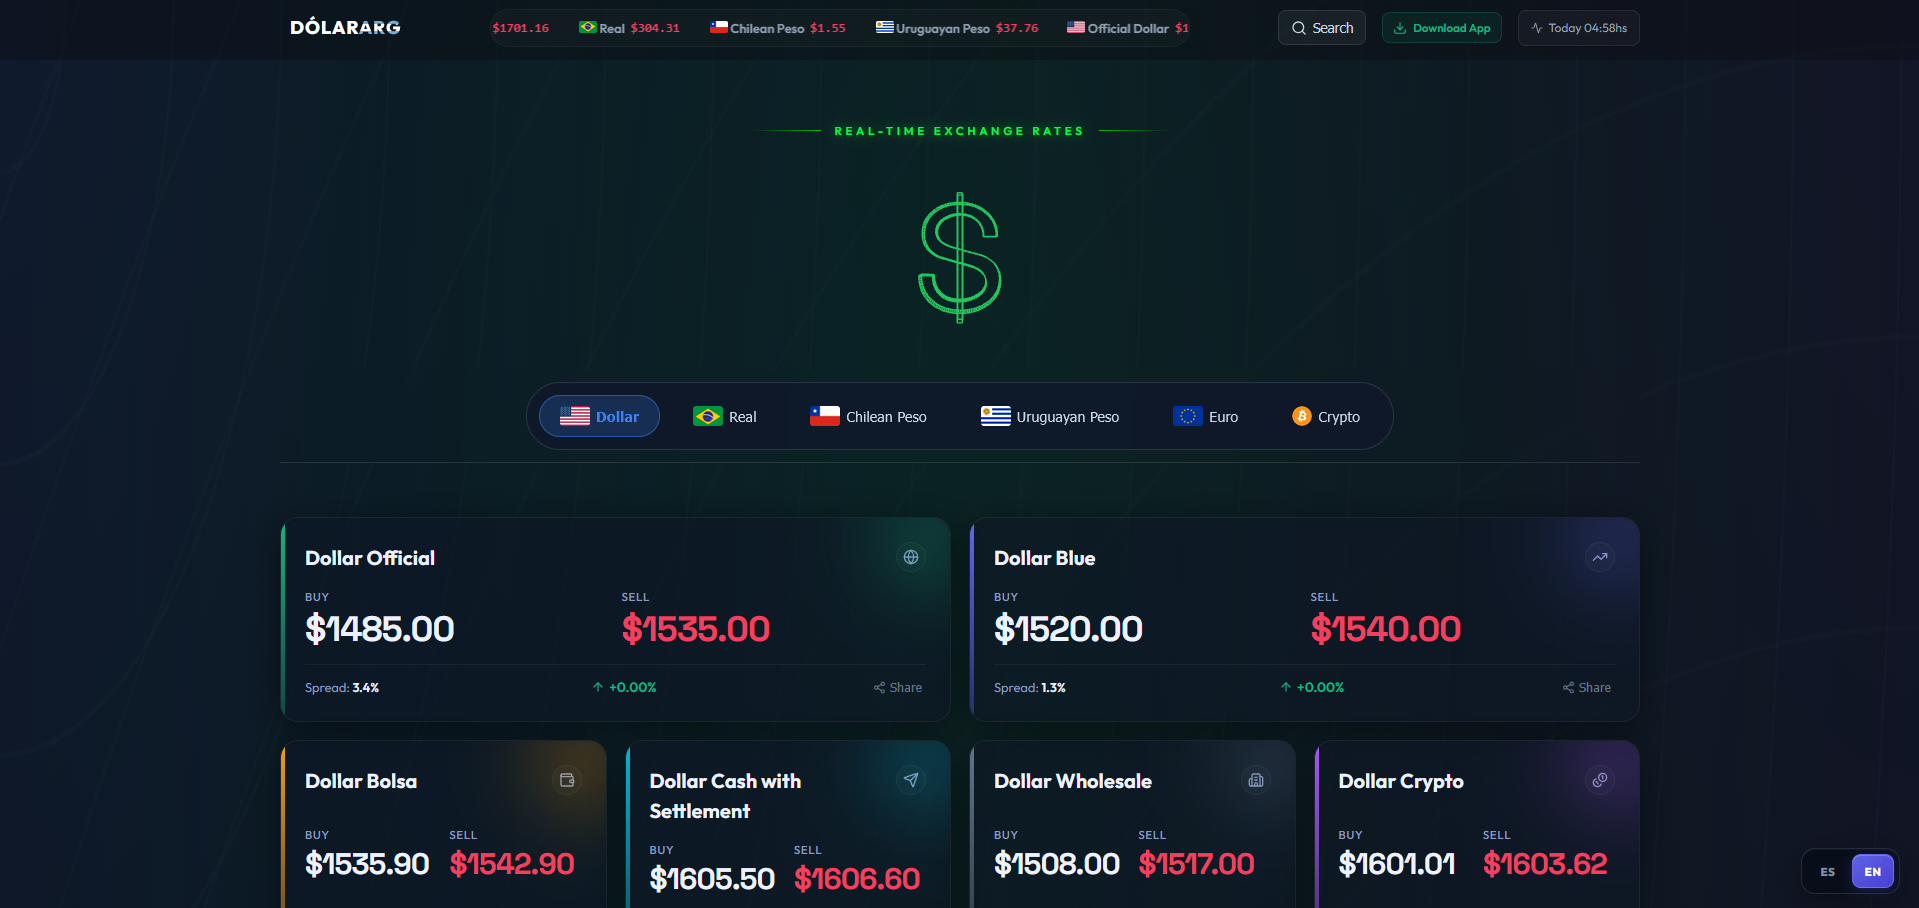 DÓLARARG
$1701.16 Real $304.31 Chilean Peso $1.55 Uruguayan Peso $37.76 Official Dollar $1
Search
Download App
Today 04:58hs
REAL-TIME EXCHANGE RATES
$
Dollar Real Chilean Peso Uruguayan Peso Euro Crypto
Dollar Official
BUY SELL
$1485.00 $1535.00
Spread: 3.4% +0.00% Share
Dollar Blue
BUY SELL
$1520.00 $1540.00
Spread: 1.3% +0.00% Share
Dollar Bolsa
BUY SELL
$1535.90 $1542.90
Dollar Cash with
Settlement
BUY SELL
$1605.50 $1606.60
Dollar Wholesale
BUY SELL
$1508.00 $1517.00
Dollar Crypto
BUY SELL
$1601.01 $1603.62
ES EN